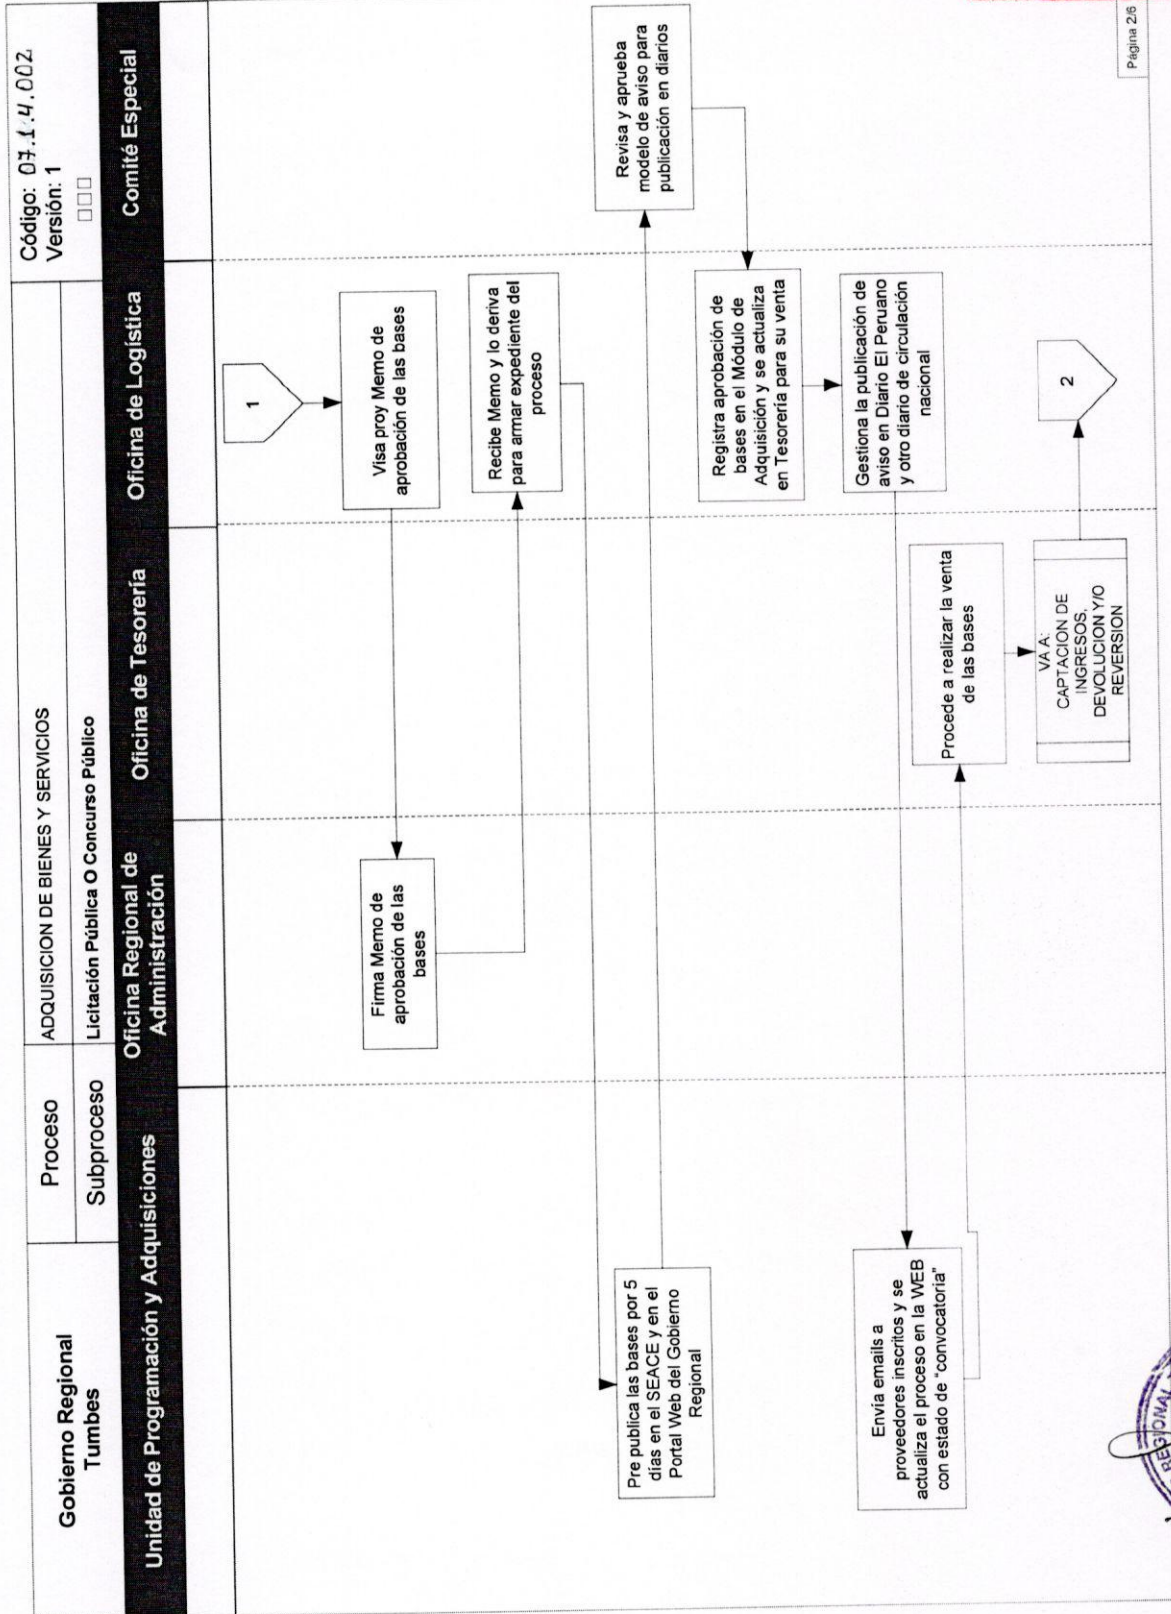 Gobierno Regional
Tumbes
Proceso
ADQUISICION DE BIENES Y SERVICIOS
Subproceso
Licitación Pública O Concurso Público
Código: 07.1.4.002
Versión: 1
Unidad de Programación y Adquisiciones
Oficina Regional de
Administración
Oficina de Tesorería
Oficina de Logística
Comité Especial
1
Visa proy Memo de
aprobación de las bases
Firma Memo de
aprobación de las
bases
Recibe Memo y lo deriva
para armar expediente del
proceso
Pre publica las bases por 5
días en el SEACE y en el
Portal Web del Gobierno
Regional
Revisa y aprueba
modelo de aviso para
publicación en diarios
Registra aprobación de
bases en el Módulo de
Adquisición y se actualiza
en Tesorería para su venta
Gestiona la publicación de
aviso en Diario El Peruano
y otro diario de circulación
nacional
Envía emails a
proveedores inscritos y se
actualiza el proceso en la WEB
con estado de "convocatoria"
Procede a realizar la venta
de las bases
VA A:
CAPTACION DE
INGRESOS,
DEVOLUCION Y/O
REVERSION
2
Página 2/6
REGIONAL